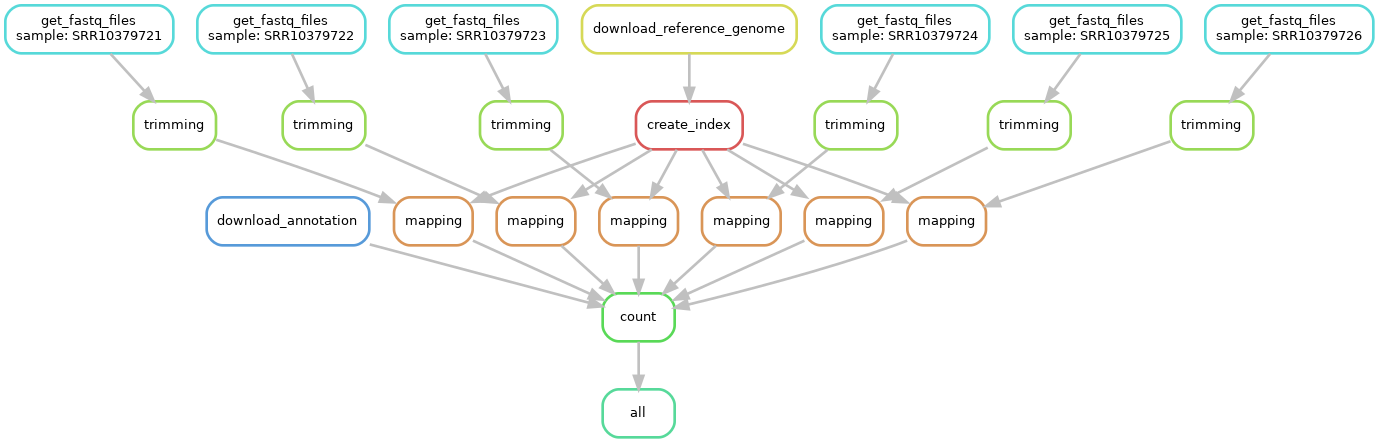 get_fastq_files
sample: SRR10379721
get_fastq_files
sample: SRR10379722
get_fastq_files
sample: SRR10379723
download_reference_genome
get_fastq_files
sample: SRR10379724
get_fastq_files
sample: SRR10379725
get_fastq_files
sample: SRR10379726
trimming
trimming
trimming
create_index
trimming
trimming
trimming
download_annotation
mapping
mapping
mapping
mapping
mapping
mapping
count
all